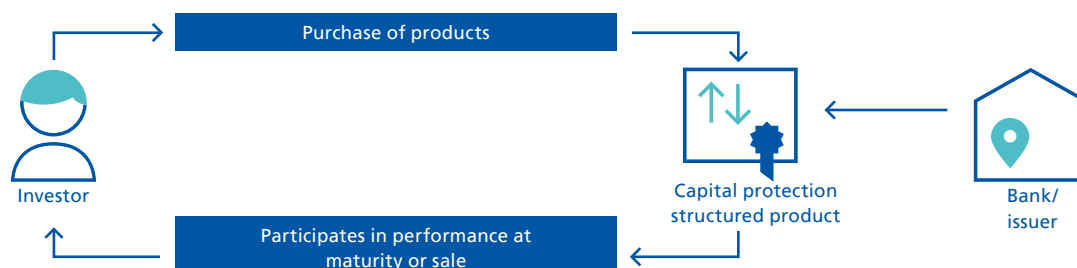 Purchase of products
Investor
Capital protection
structured product
Bank/
issuer
Participates in performance at
maturity or sale